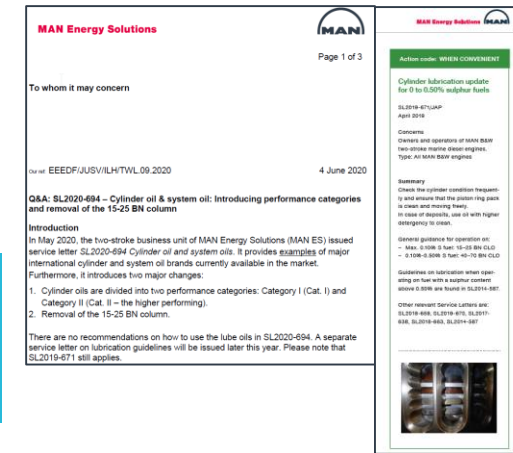 MAN Energy Solutions
MAN
Page 1 of 3
To whom it may concern
Our ref: EEEDF/JUSV/ILH/TWL.09.2020
4 June 2020
Q&A: SL2020-694 – Cylinder oil & system oil: Introducing performance categories
and removal of the 15-25 BN column
Introduction
In May 2020, the two-stroke business unit of MAN Energy Solutions (MAN ES) issued
service letter SL2020-694 Cylinder oil and system oils. It provides examples of major
international cylinder and system oil brands currently available in the market.
Furthermore, it introduces two major changes:
1. Cylinder oils are divided into two performance categories: Category I (Cat. I) and
Category II (Cat. II – the higher performing).
2. Removal of the 15-25 BN column.
There are no recommendations on how to use the lube oils in SL2020-694. A separate
service letter on lubrication guidelines will be issued later this year. Please note that
SL2019-671 still applies.
MAN Energy Solutions
MAN
Action code: WHEN CONVENIENT
Cylinder lubrication update
for 0 to 0.50% sulphur fuels
SL2019-671/JAP
April 2019
Concerns
Owners and operators of MAN B&W
two-stroke marine diesel engines.
Type: All MAN B&W engines
Summary
Check the cylinder condition frequent-
ly and ensure that the piston ring pack
is clean and moving freely.
In case of deposits, use oil with higher
detergency to clean.
General guidance for operation on:
– Max. 0.10% S fuel: 15–25 BN CLO
– 0.10%-0.50% S fuel: 40–70 BN CLO
Guidelines on lubrication when oper-
ating on fuel with a sulphur content
above 0.50% are found in SL2014-587.
Other relevant Service Letters are:
SL2019-659, SL2019-670, SL2017-
638, SL2018-663, SL2014-587